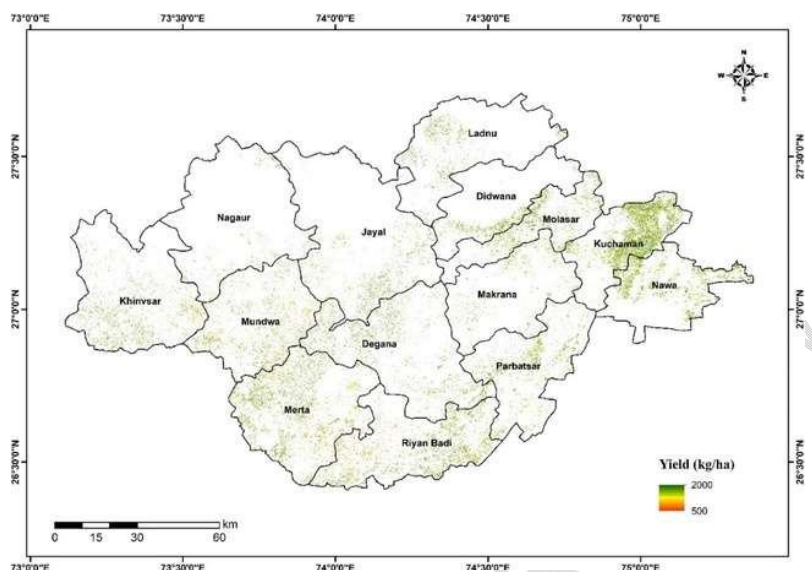 73°0'0"E 73°30'0"E 74°0'0"E 74°30'0"E 75°0'0"E
N
W E
S
27°30'0"N 27°30'0"N
27°0'0"N 27°0'0"N
26°30'0"N 26°30'0"N
Ladnu
Didwana
Nagaur
Molasar
Jayal
Kuchaman
Nawa
Khinvsar
Makrana
Mundwa
Degana
Parbatsar
Merta
Riyan Badi
Yield (kg/ha)
2000
500
km
0 15 30 60
73°0'0"E 73°30'0"E 74°0'0"E 74°30'0"E 75°0'0"E